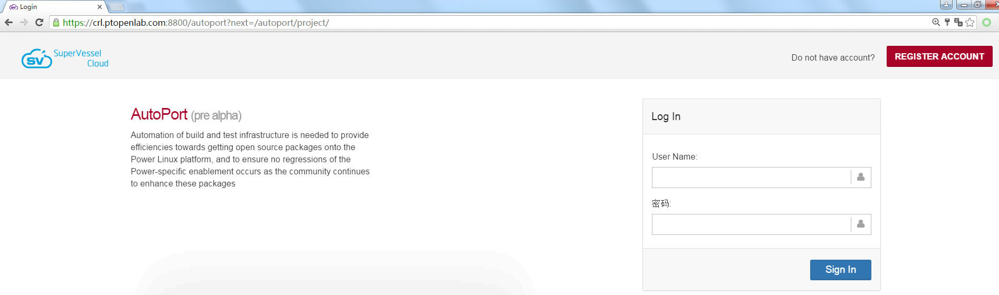 Login
https://crl.ptopenlab.com:8800/autoport?next=/autoport/project/
SV
SuperVessel
Cloud
Do not have account?
REGISTER ACCOUNT
AutoPort (pre alpha)
Automation of build and test infrastructure is needed to provide
efficiencies towards getting open source packages onto the
Power Linux platform, and to ensure no regressions of the
Power-specific enablement occurs as the community continues
to enhance these packages
Log In
User Name:
密码:
Sign In